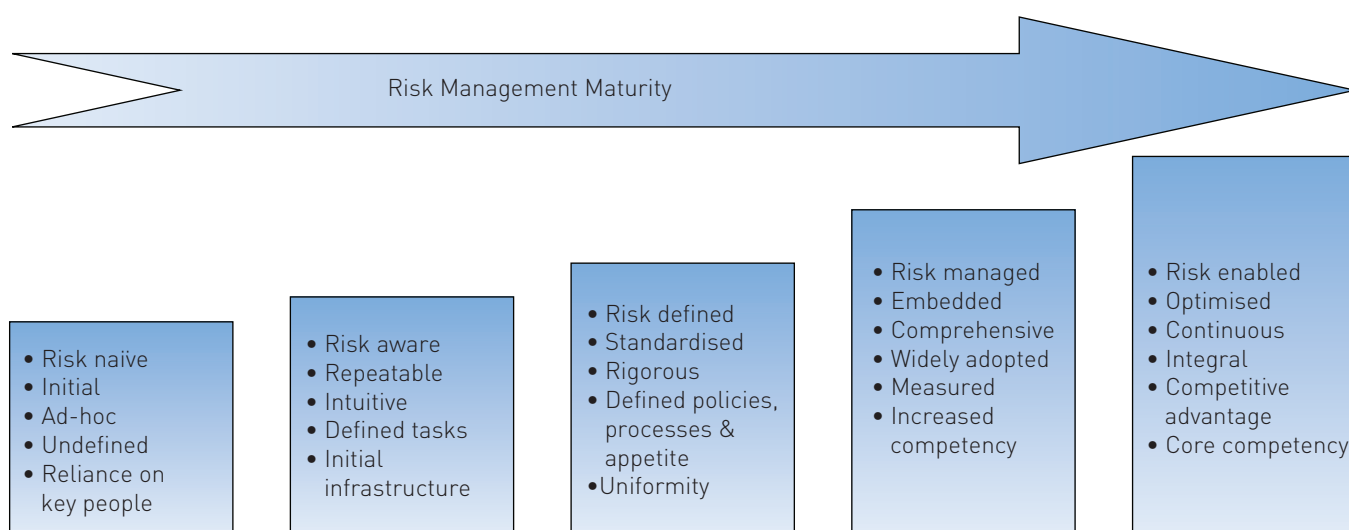 Risk Management Maturity
• Risk naïve
• Initial
• Ad-hoc
• Undefined
• Reliance on
key people
• Risk aware
• Repeatable
• Intuitive
• Defined tasks
• Initial
infrastructure
• Risk defined
• Standardised
• Rigorous
• Defined policies,
processes &
appetite
•Uniformity
• Risk managed
• Embedded
• Comprehensive
• Widely adopted
• Measured
• Increased
competency
• Risk enabled
• Optimised
• Continuous
• Integral
• Competitive
advantage
• Core competency